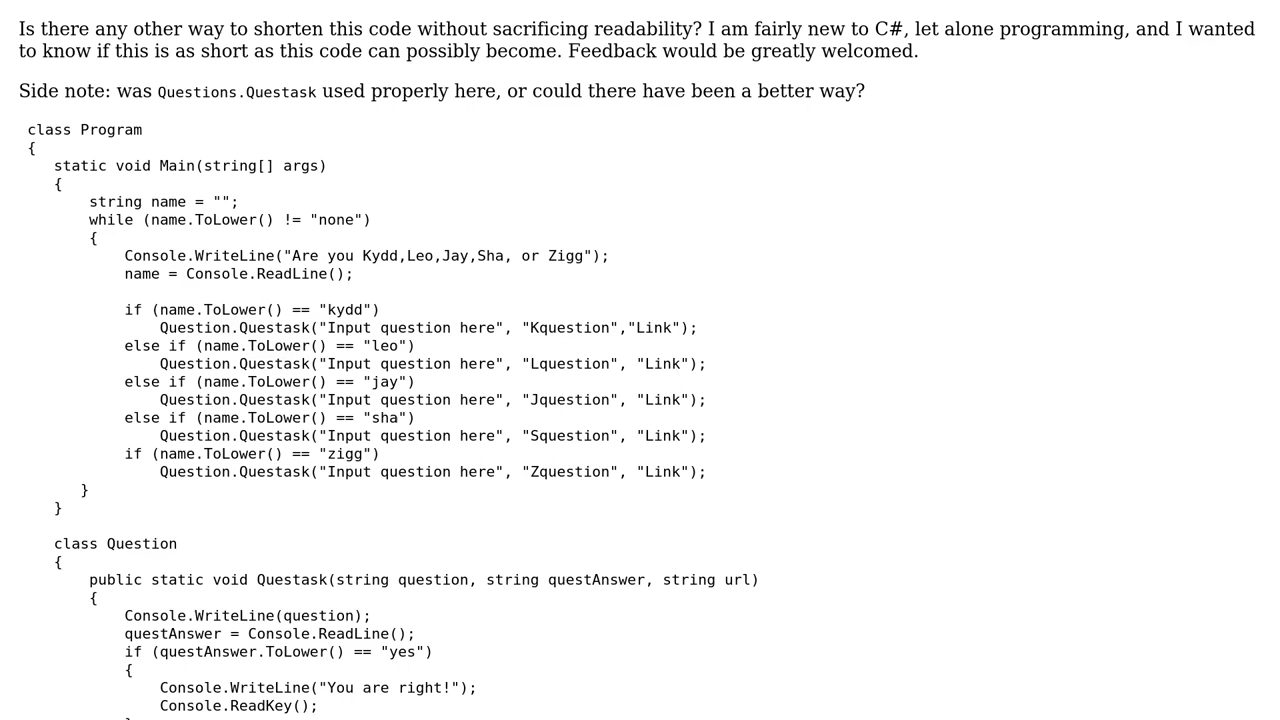 Is there any other way to shorten this code without sacrificing readability? I am fairly new to C#, let alone programming, and I wanted
to know if this is as short as this code can possibly become. Feedback would be greatly welcomed.
Side note: was Questions.Questask used properly here, or could there have been a better way?
class Program
{
static void Main(string[] args)
{
string name = "";
while (name.ToLower() != "none")
{
Console.WriteLine("Are you Kydd,Leo,Jay,Sha, or Zigg");
name = Console.ReadLine();
if (name.ToLower() == "kydd")
Question.Questask("Input question here", "Kquestion","Link");
else if (name.ToLower() == "leo")
Question.Questask("Input question here", "Lquestion", "Link");
else if (name.ToLower() == "jay")
Question.Questask("Input question here", "Jquestion", "Link");
else if (name.ToLower() == "sha")
Question.Questask("Input question here", "Squestion", "Link");
if (name.ToLower() == "zigg")
Question.Questask("Input question here", "Zquestion", "Link");
}
}
class Question
{
public static void Questask(string question, string questAnswer, string url)
{
Console.WriteLine(question);
questAnswer = Console.ReadLine();
if (questAnswer.ToLower() == "yes")
{
Console.WriteLine("You are right!");
Console.ReadKey();